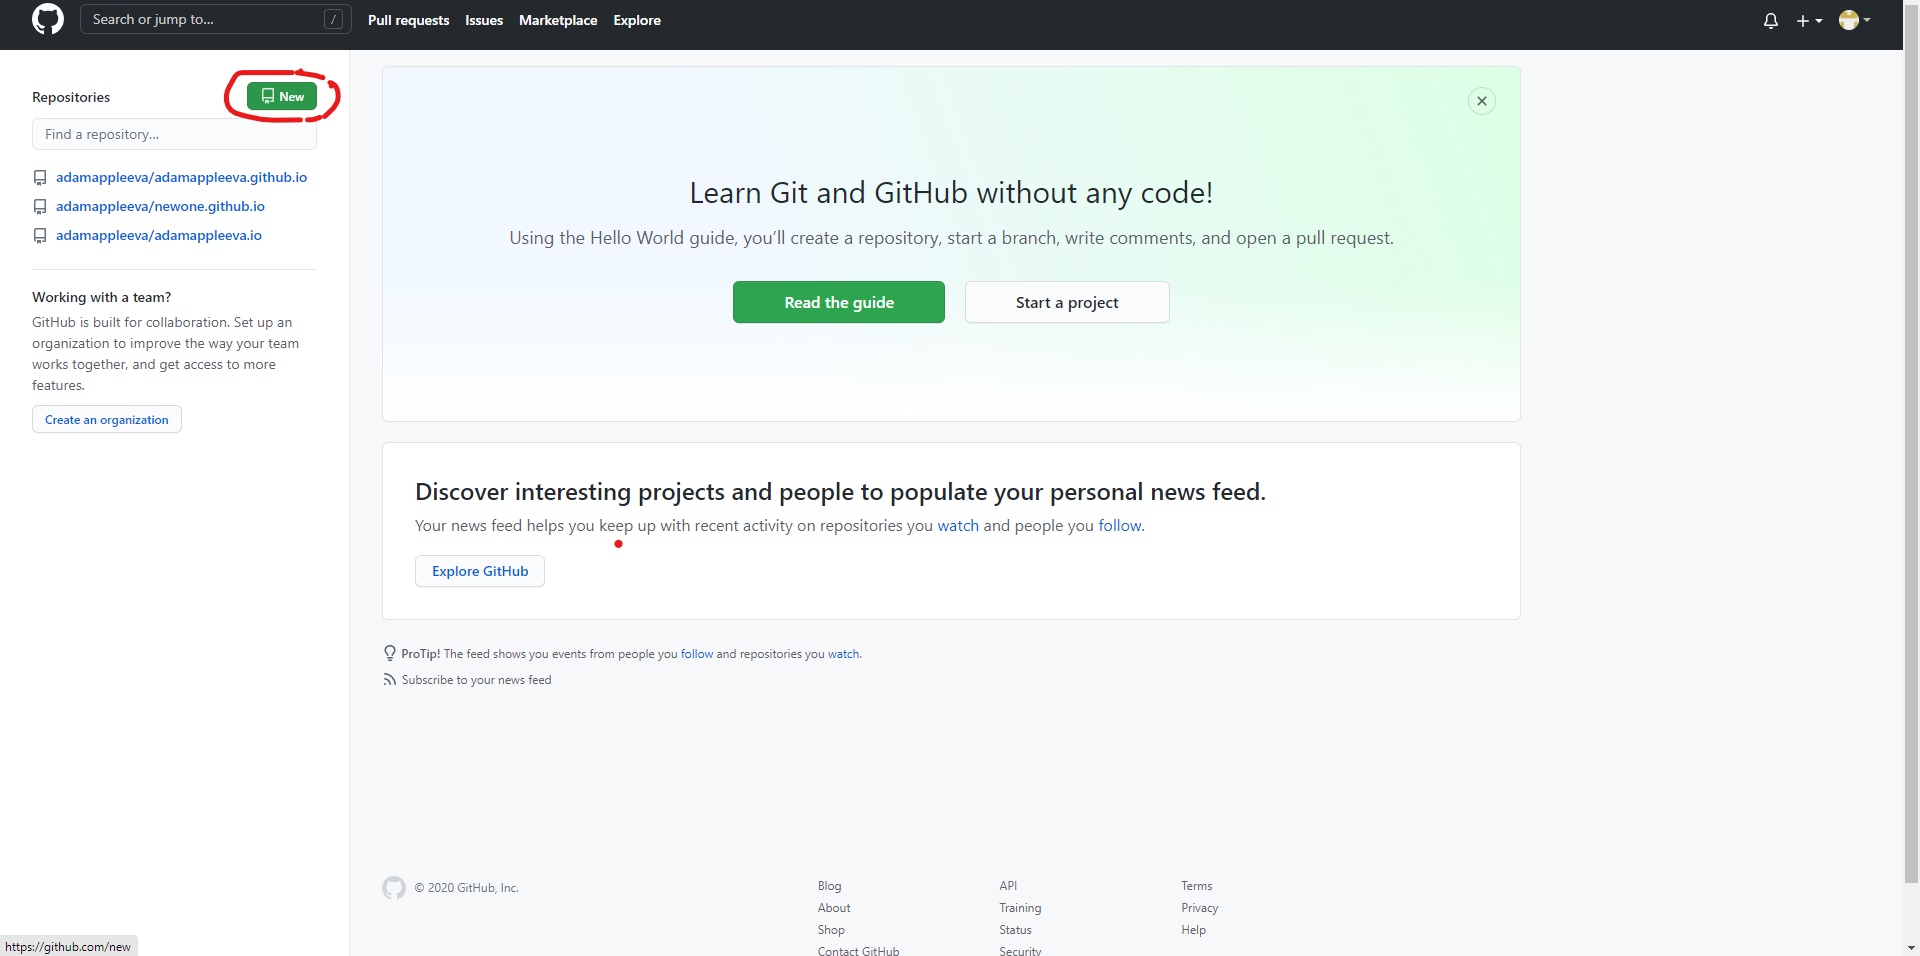 Search or jump to... /
Pull requests Issues Marketplace Explore
Repositories
New
Find a repository...
adamappleeva/adamappleeva.github.io
adamappleeva/newone.github.io
adamappleeva/adamappleeva.io
Working with a team?
GitHub is built for collaboration. Set up an
organization to improve the way your team
works together, and get access to more
features.
Create an organization
Learn Git and GitHub without any code!
Using the Hello World guide, you’ll create a repository, start a branch, write comments, and open a pull request.
Read the guide
Start a project
Discover interesting projects and people to populate your personal news feed.
Your news feed helps you keep up with recent activity on repositories you watch and people you follow.
Explore GitHub
ProTip! The feed shows you events from people you follow and repositories you watch.
Subscribe to your news feed
© 2020 GitHub, Inc.
Blog
About
Shop
Contact GitHub
API
Training
Status
Security
Terms
Privacy
Help
https://github.com/new